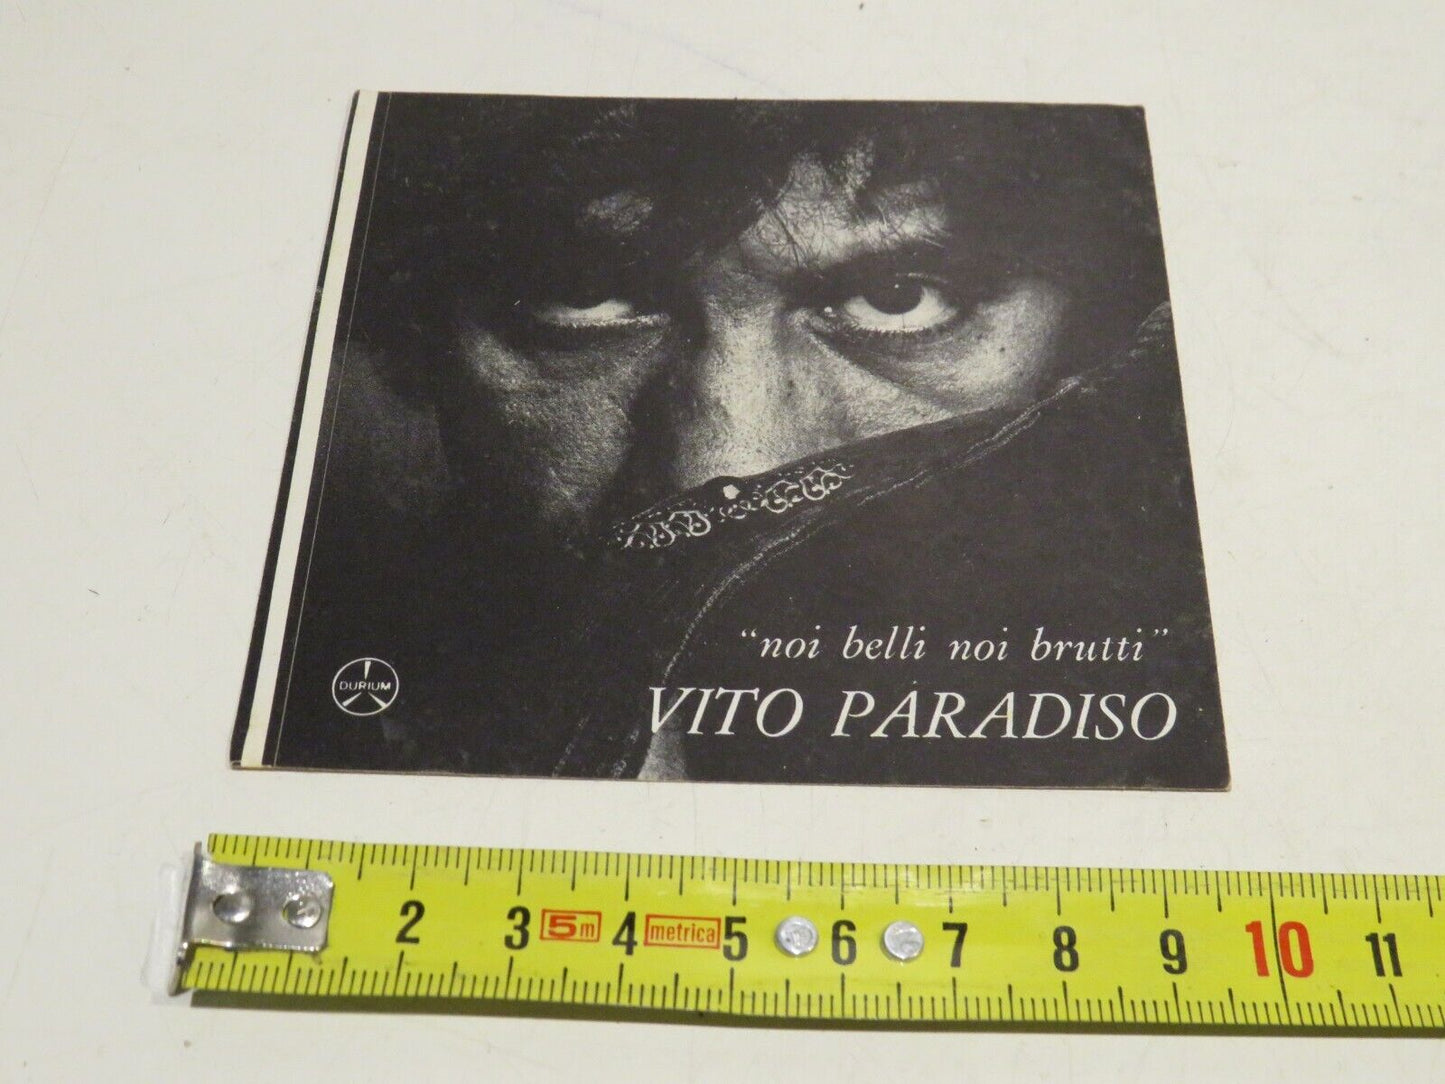 “noi belli noi brutti”
DURIUM
VITO PARADISO
2 3 5m 4 metrica 5 6 7 8 9 10 11